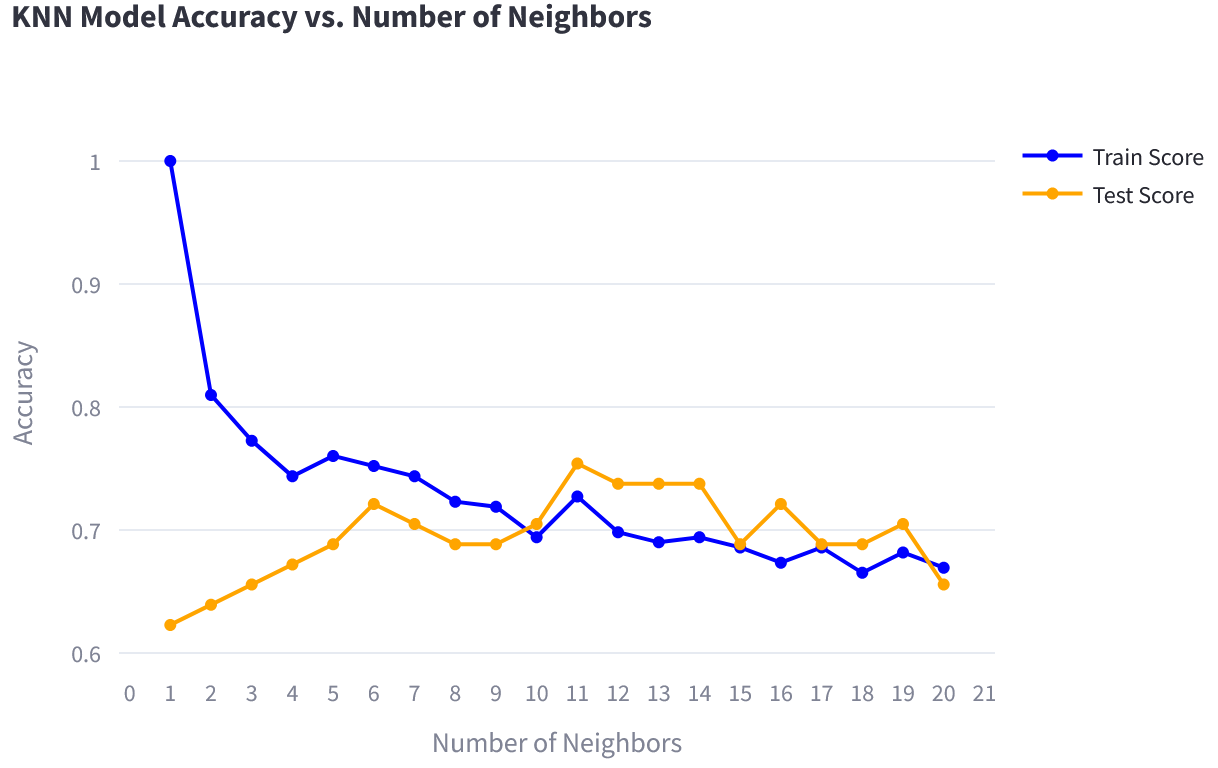 KNN Model Accuracy vs. Number of Neighbors
Train Score
Test Score
Accuracy
1
0.9
0.8
0.7
0.6
0 1 2 3 4 5 6 7 8 9 10 11 12 13 14 15 16 17 18 19 20 21
Number of Neighbors